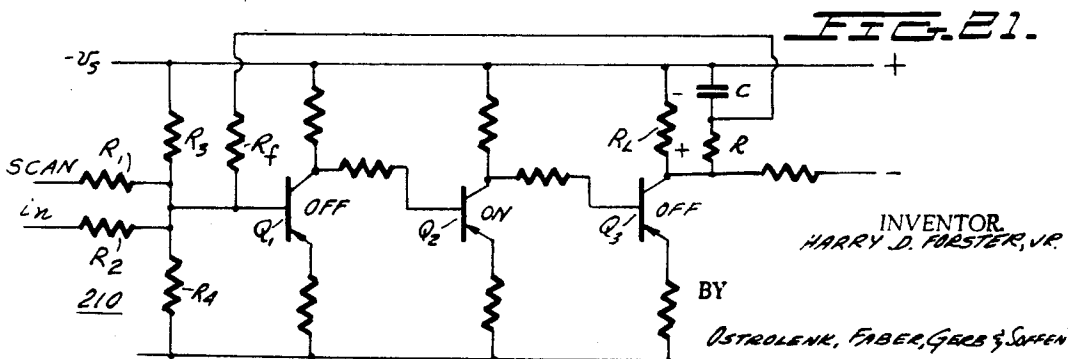 FIG. 21.
-v5
+
- C
R3
Rf
RL
+
R
SCAN R1
-
in
OFF
ON
OFF
Q1
Q2
Q3
R2
INVENTOR.
HARRY D. FORSTER, JR.
210
R4
BY
OSTROLENK, FABER, GERB & SOFFEN